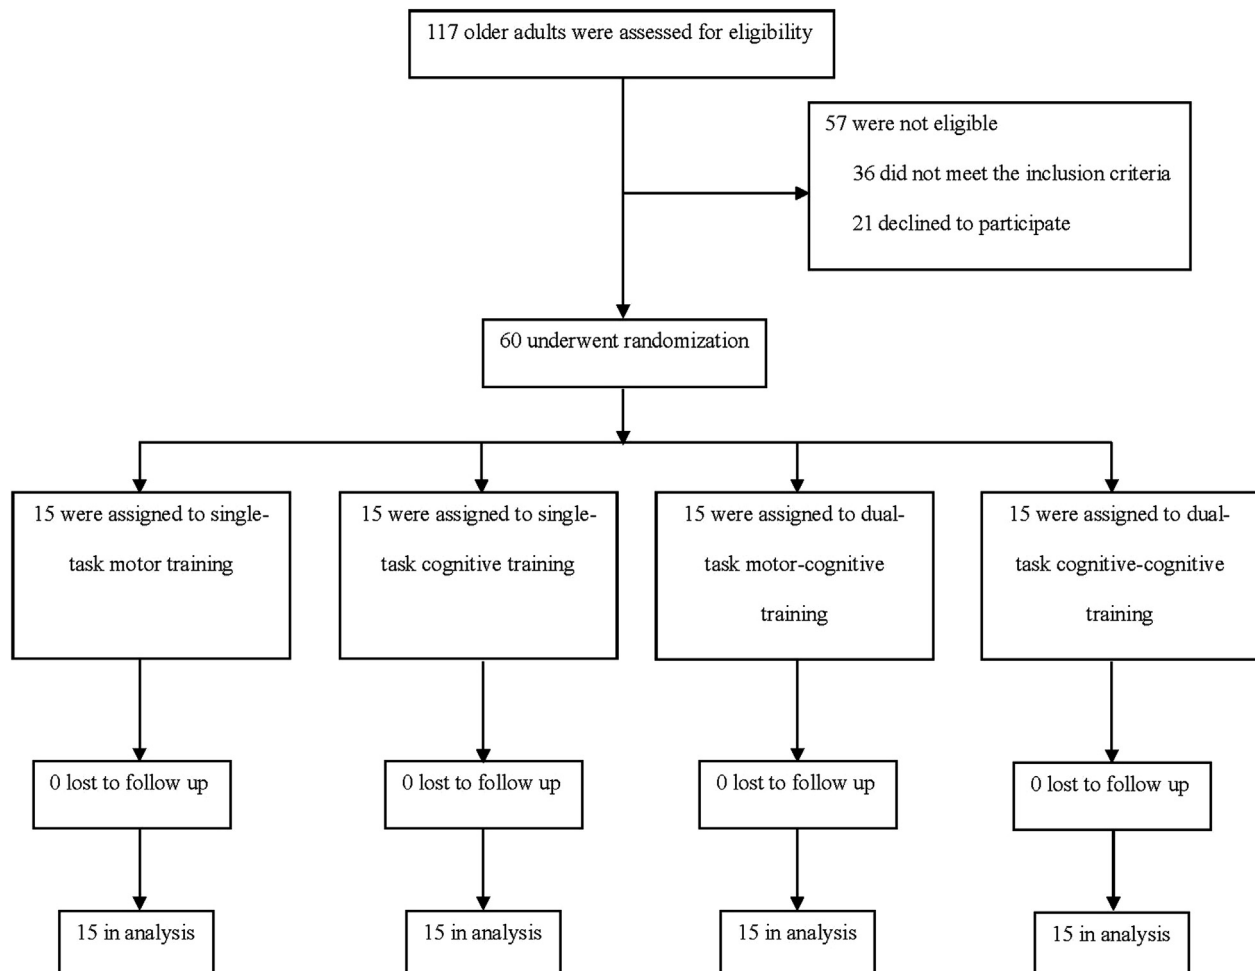 117 older adults were assessed for eligibility
57 were not eligible
36 did not meet the inclusion criteria
21 declined to participate
60 underwent randomization
15 were assigned to single-
task motor training
15 were assigned to single-
task cognitive training
15 were assigned to dual-
task motor-cognitive
training
15 were assigned to dual-
task cognitive-cognitive
training
0 lost to follow up
0 lost to follow up
0 lost to follow up
0 lost to follow up
15 in analysis
15 in analysis
15 in analysis
15 in analysis